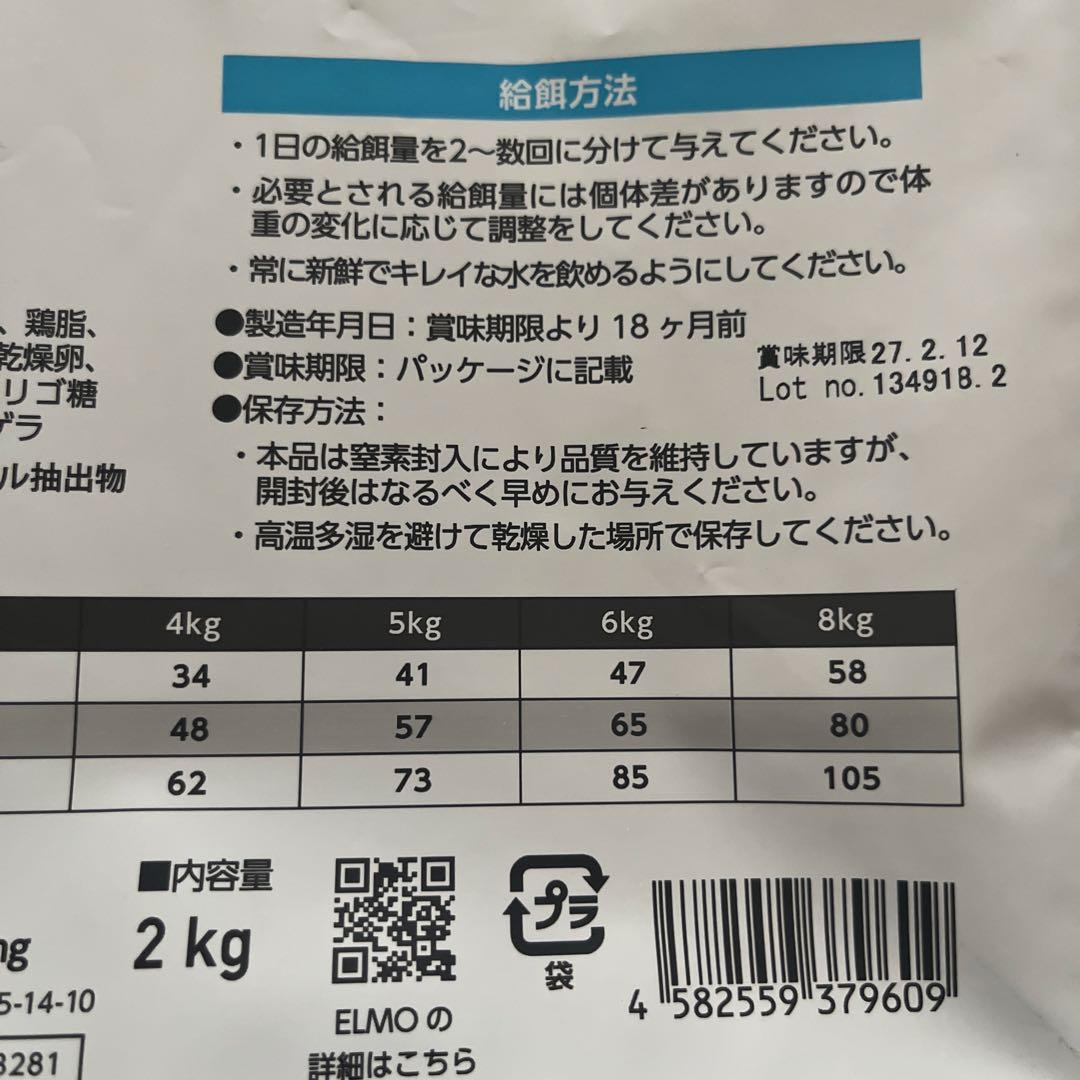 給餌方法
・1日の給餌量を2〜数回に分けて与えてください。
・必要とされる給餌量には個体差がありますので体
重の変化に応じて調整をしてください。
・常に新鮮でキレイな水を飲めるようにしてください。
、鶏脂、
乾燥卵、
リゴ糖
ゲラ
ル抽出物
●製造年月日：賞味期限より 18 ヶ月前
●賞味期限：パッケージに記載
賞味期限27.2.12
Lot no.134918.2
●保存方法：
・本品は窒素封入により品質を維持していますが、
開封後はなるべく早めにお与えください。
・高温多湿を避けて乾燥した場所で保存してください。
4kg 5kg 6kg 8kg
34 41 47 58
48 57 65 80
62 73 85 105
■内容量
2 kg
ng
5-14-10
3281
ELMO の
詳細はこちら
プラ
袋
4 582559 379609